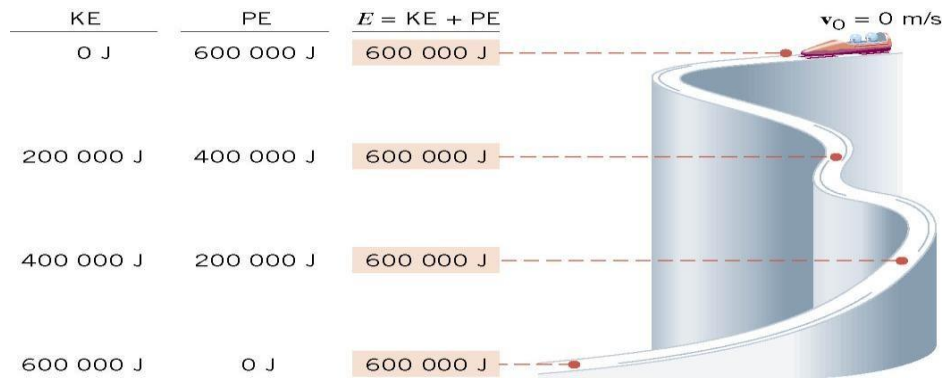 KE PE E = KE + PE v₀ = 0 m/s
0 J 600 000 J 600 000 J
200 000 J 400 000 J 600 000 J
400 000 J 200 000 J 600 000 J
600 000 J 0 J 600 000 J